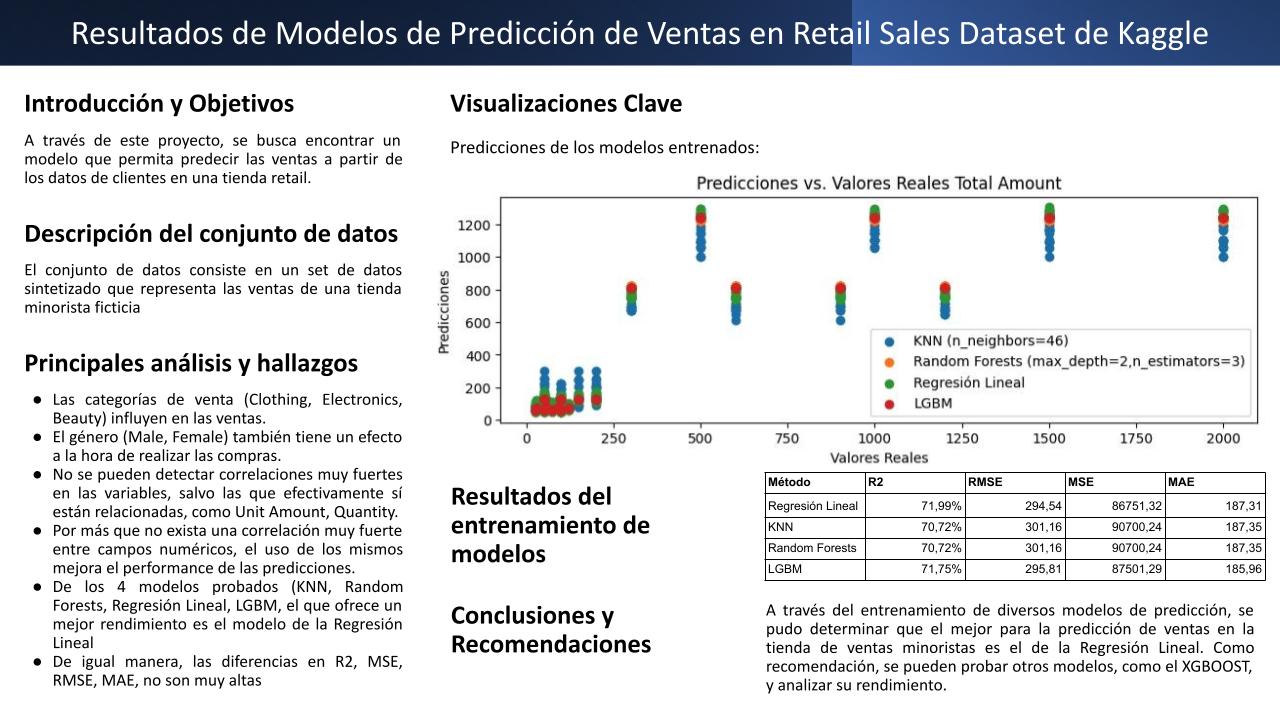 Resultados de Modelos de Predicción de Ventas en Retail Sales Dataset de Kaggle
Introducción y Objetivos
A través de este proyecto, se busca encontrar un
modelo que permita predecir las ventas a partir de
los datos de clientes en una tienda retail.
Descripción del conjunto de datos
El conjunto de datos consiste en un set de datos
sintetizado que representa las ventas de una tienda
minorista ficticia
Principales análisis y hallazgos
● Las categorías de venta (Clothing, Electronics,
Beauty) influyen en las ventas.
● El género (Male, Female) también tiene un efecto
a la hora de realizar las compras.
● No se pueden detectar correlaciones muy fuertes
en las variables, salvo las que efectivamente sí
están relacionadas, como Unit Amount, Quantity.
● Por más que no exista una correlación muy fuerte
entre campos numéricos, el uso de los mismos
mejora el performance de las predicciones.
● De los 4 modelos probados (KNN, Random
Forests, Regresión Lineal, LGBM, el que ofrece un
mejor rendimiento es el modelo de la Regresión
Lineal
● De igual manera, las diferencias en R2, MSE,
RMSE, MAE, no son muy altas
Visualizaciones Clave
Predicciones de los modelos entrenados:
Predicciones vs. Valores Reales Total Amount
Predicciones
1200
1000
800
600
400
200
0
KNN (n_neighbors=46)
Random Forests (max_depth=2,n_estimators=3)
Regresión Lineal
LGBM
0 250 500 750 1000 1250 1500 1750 2000
Valores Reales
Resultados del
entrenamiento de
modelos
Método R2 RMSE MSE MAE
Regresión Lineal 71,99% 294,54 86751,32 187,31
KNN 70,72% 301,16 90700,24 187,35
Random Forests 70,72% 301,16 90700,24 187,35
LGBM 71,75% 295,81 87501,29 185,96
Conclusiones y
Recomendaciones
A través del entrenamiento de diversos modelos de predicción, se
pudo determinar que el mejor para la predicción de ventas en la
tienda de ventas minoristas es el de la Regresión Lineal. Como
recomendación, se pueden probar otros modelos, como el XGBOOST,
y analizar su rendimiento.